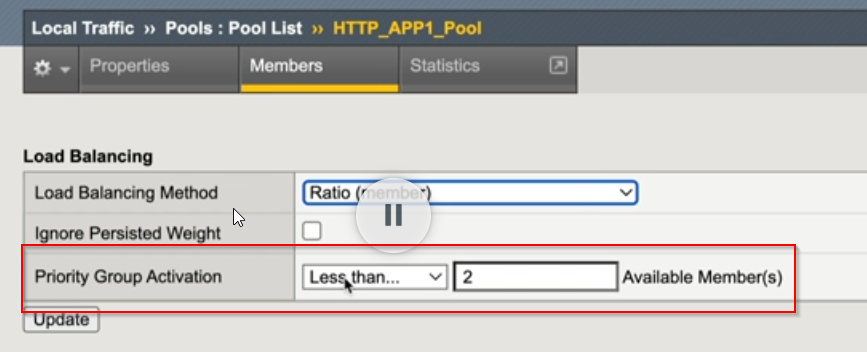 Local Traffic ›› Pools : Pool List ›› HTTP_APP1_Pool
Properties Members Statistics
Load Balancing
Load Balancing Method Ratio (member)
Ignore Persisted Weight
Priority Group Activation Less than... 2 Available Member(s)
Update